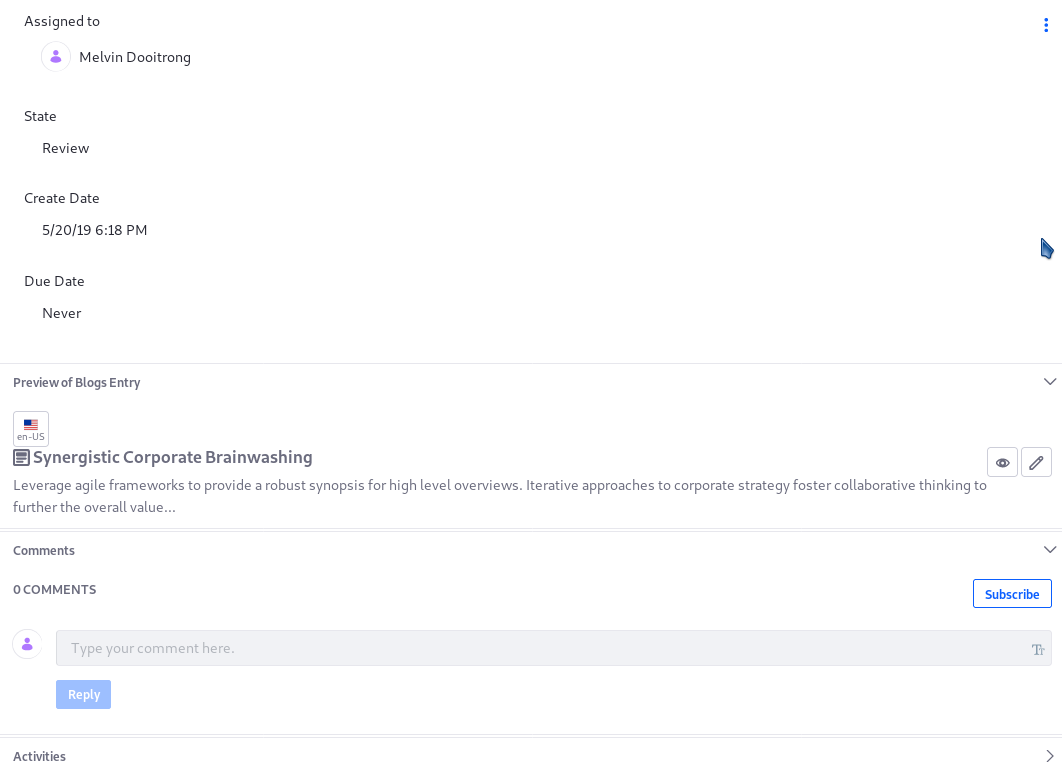 Assigned to
Melvin Dooitrong
State
Review
Create Date
5/20/19 6:18 PM
Due Date
Never
Preview of Blogs Entry
en-US
Synergistic Corporate Brainwashing
Leverage agile frameworks to provide a robust synopsis for high level overviews. Iterative approaches to corporate strategy foster collaborative thinking to
further the overall value...
Comments
0 COMMENTS
Subscribe
Type your comment here.
Reply
Activities